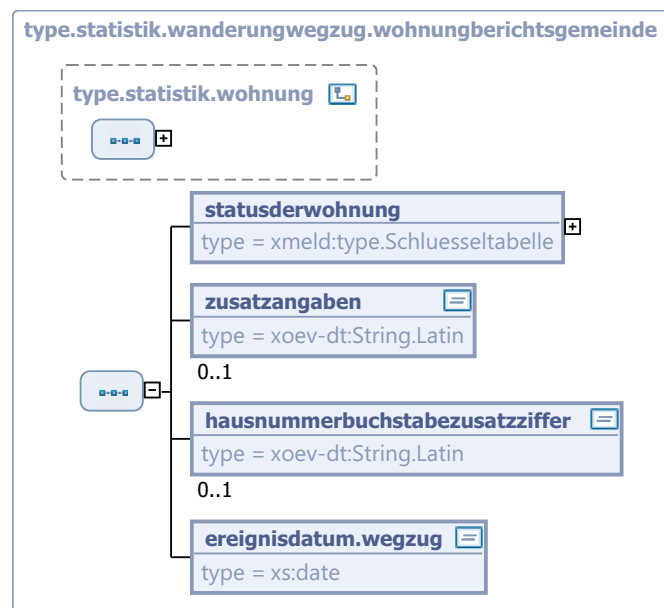 type.statistik.wanderungwegzug.wohnungberichtsgemeinde
type.statistik.wohnung
statusderwohnung
type = xmeld:type.Schluesseltabelle
zusatzangaben
type = xoev-dt:String.Latin
0..1
hausnummerbuchstabezusatzziffer
type = xoev-dt:String.Latin
0..1
ereignisdatum.wegzug
type = xs:date